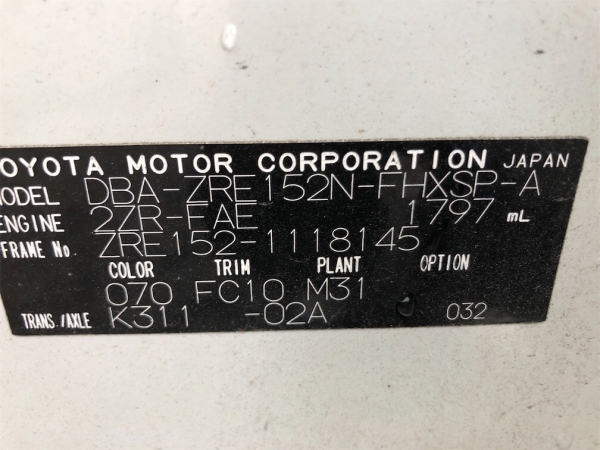 OYOTA MOTOR CORPORATION JAPAN
MODEL DBA-ZRE152N-FHXSP-A
ENGINE 2ZR-FAE 1797 mL
FRAME No. ZRE152-1118145
COLOR TRIM PLANT OPTION
070 FC10 M31
TRANS./AXLE K311 -02A 032